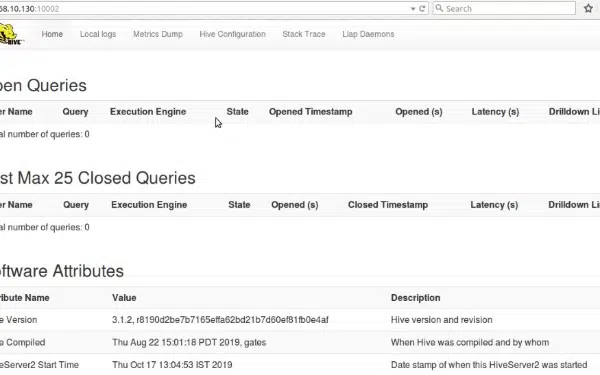 68.10.130:10002 Search
HIVE Home Local logs Metrics Dump Hive Configuration Stack Trace Llap Daemons
pen Queries
er Name Query Execution Engine State Opened Timestamp Opened (s) Latency (s) Drilldown Li
al number of queries: 0
st Max 25 Closed Queries
er Name Query Execution Engine State Opened (s) Closed Timestamp Latency (s) Drilldown Li
al number of queries: 0
oftware Attributes
ribute Name Value Description
e Version 3.1.2, r8190d2be7b7165effa62bd21b7d60ef81fb0e4af Hive version and revision
e Compiled Thu Aug 22 15:01:18 PDT 2019, gates When Hive was compiled and by whom
eServer2 Start Time Thu Oct 17 13:04:53 IST 2019 Date stamp of when this HiveServer2 was started